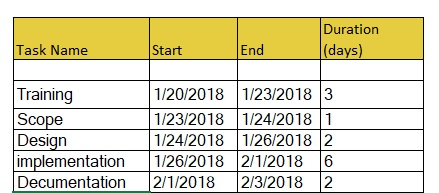 Task Name Start End Duration (days)
Training 1/20/2018 1/23/2018 3
Scope 1/23/2018 1/24/2018 1
Design 1/24/2018 1/26/2018 2
implementation 1/26/2018 2/1/2018 6
Decumentation 2/1/2018 2/3/2018 2